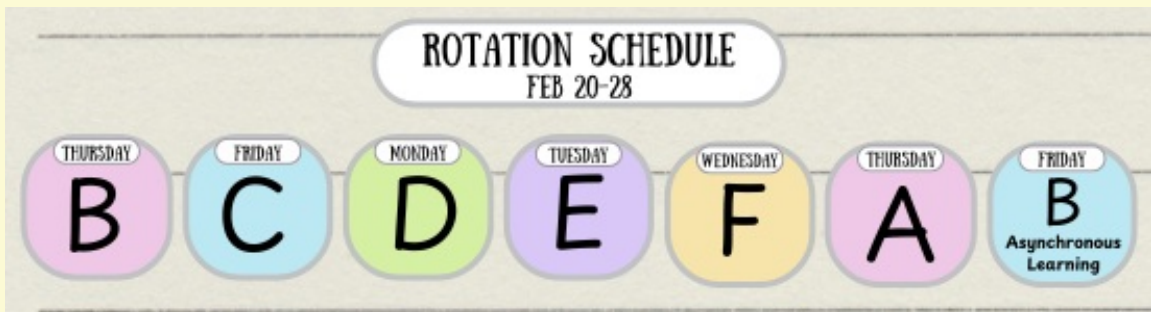 ROTATION SCHEDULE
FEB 20-28
THURSDAY
B
FRIDAY
C
MONDAY
D
TUESDAY
E
WEDNESDAY
F
THURSDAY
A
FRIDAY
B
Asynchronous
Learning